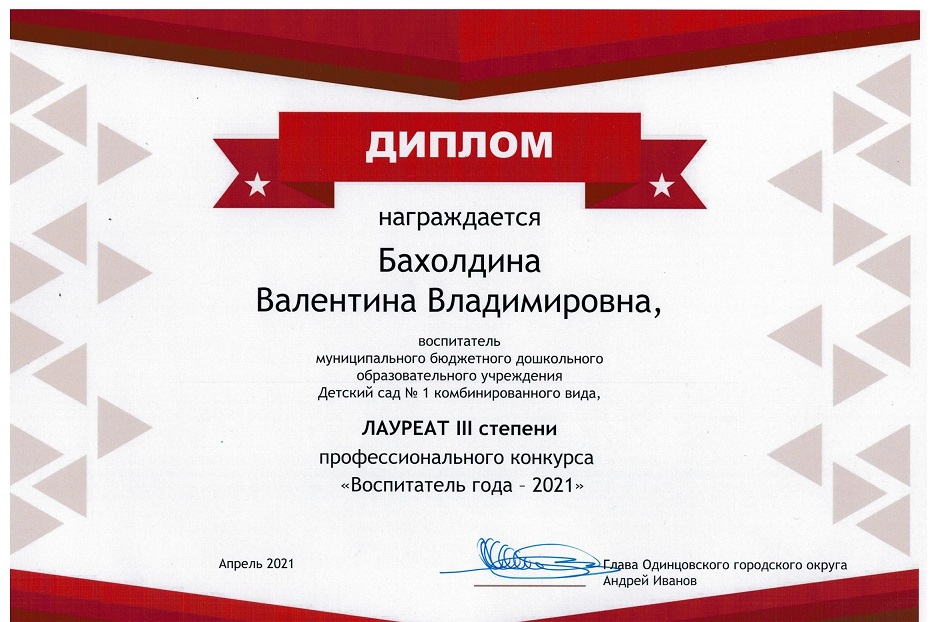 ДИПЛОМ
награждается
Бахолдина
Валентина Владимировна,
воспитатель
муниципального бюджетного дошкольного
образовательного учреждения
Детский сад № 1 комбинированного вида,
ЛАУРЕАТ III степени
профессионального конкурса
«Воспитатель года – 2021»
Апрель 2021
Глава Одинцовского городского округа
Андрей Иванов